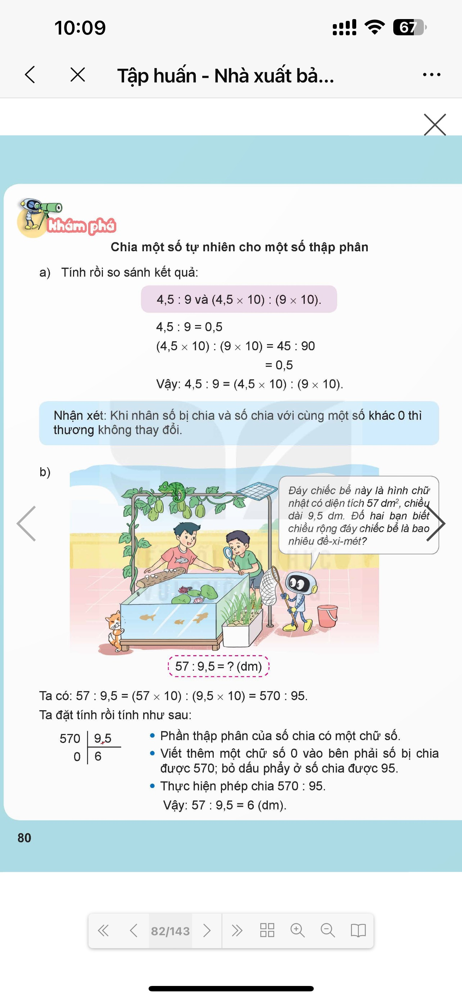 10:09
67
Tập huấn - Nhà xuất bả...
Khám phá
Chia một số tự nhiên cho một số thập phân
a) Tính rồi so sánh kết quả:
4,5 : 9 và (4,5 × 10) : (9 × 10).
4,5 : 9 = 0,5
(4,5 × 10) : (9 × 10) = 45 : 90
= 0,5
Vậy: 4,5 : 9 = (4,5 × 10) : (9 × 10).
Nhận xét: Khi nhân số bị chia và số chia với cùng một số khác 0 thì
thương không thay đổi.
b)
Đáy chiếc bể này là hình chữ
nhật có diện tích 57 dm², chiều
dài 9,5 dm. Đố hai bạn biết
chiều rộng đáy chiếc bể là bao
nhiêu đề-xi-mét?
57 : 9,5 = ? (dm)
Ta có: 57 : 9,5 = (57 × 10) : (9,5 × 10) = 570 : 95.
Ta đặt tính rồi tính như sau:
570 9,5
0 6
• Phần thập phân của số chia có một chữ số.
• Viết thêm một chữ số 0 vào bên phải số bị chia
được 570; bỏ dấu phẩy ở số chia được 95.
• Thực hiện phép chia 570 : 95.
Vậy: 57 : 9,5 = 6 (dm).
80
82/143